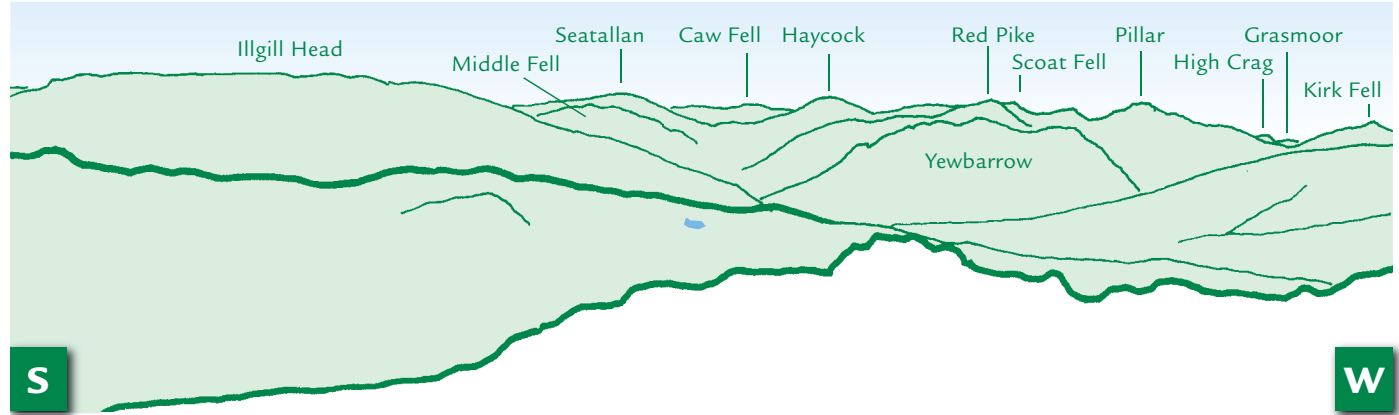 Illgill Head
Middle Fell
Seatallan
Caw Fell
Haycock
Red Pike
Scoat Fell
Pillar
High Crag
Grasmoor
Kirk Fell
Yewbarrow
S
W